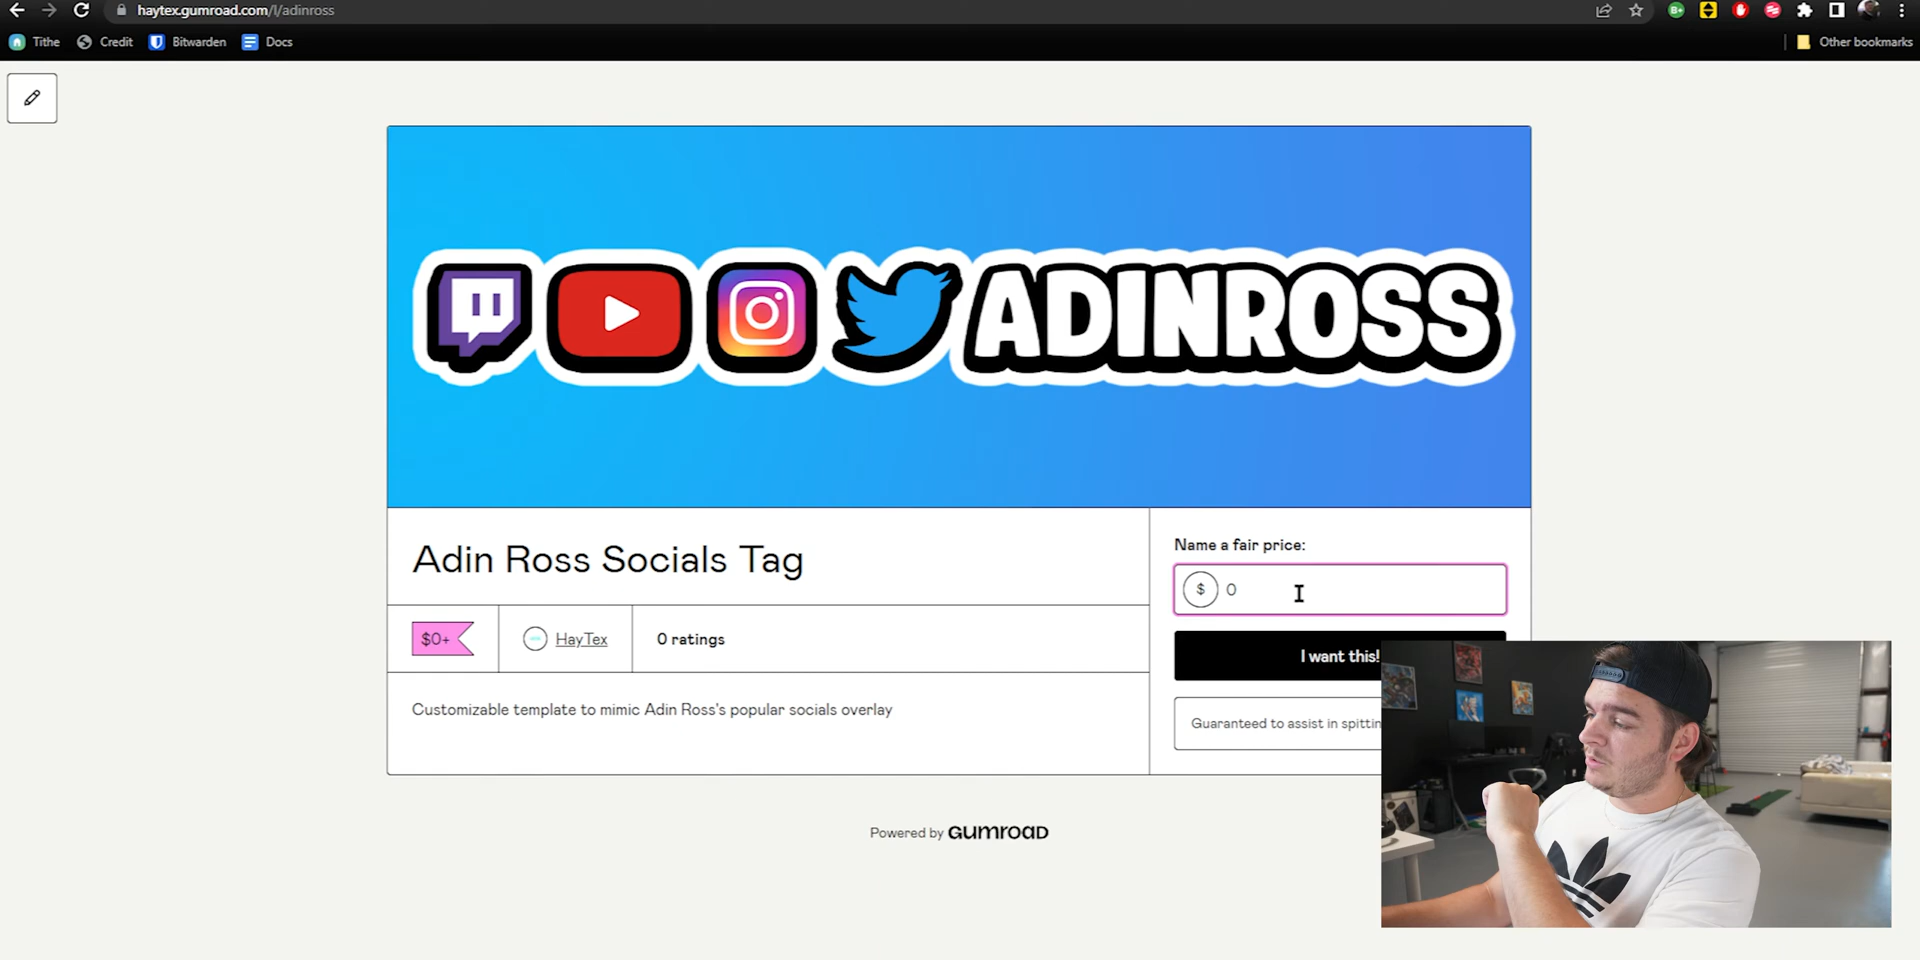 haytex.gumroad.com/l/adinross
Tithe
Credit
Bitwarden
Docs
Other bookmarks
ADINROSS
Adin Ross Socials Tag
Name a fair price:
$ 0
$0+
HayTex
0 ratings
I want this!
Customizable template to mimic Adin Ross's popular socials overlay
Guaranteed to assist in spittin
Powered by GUMROAD